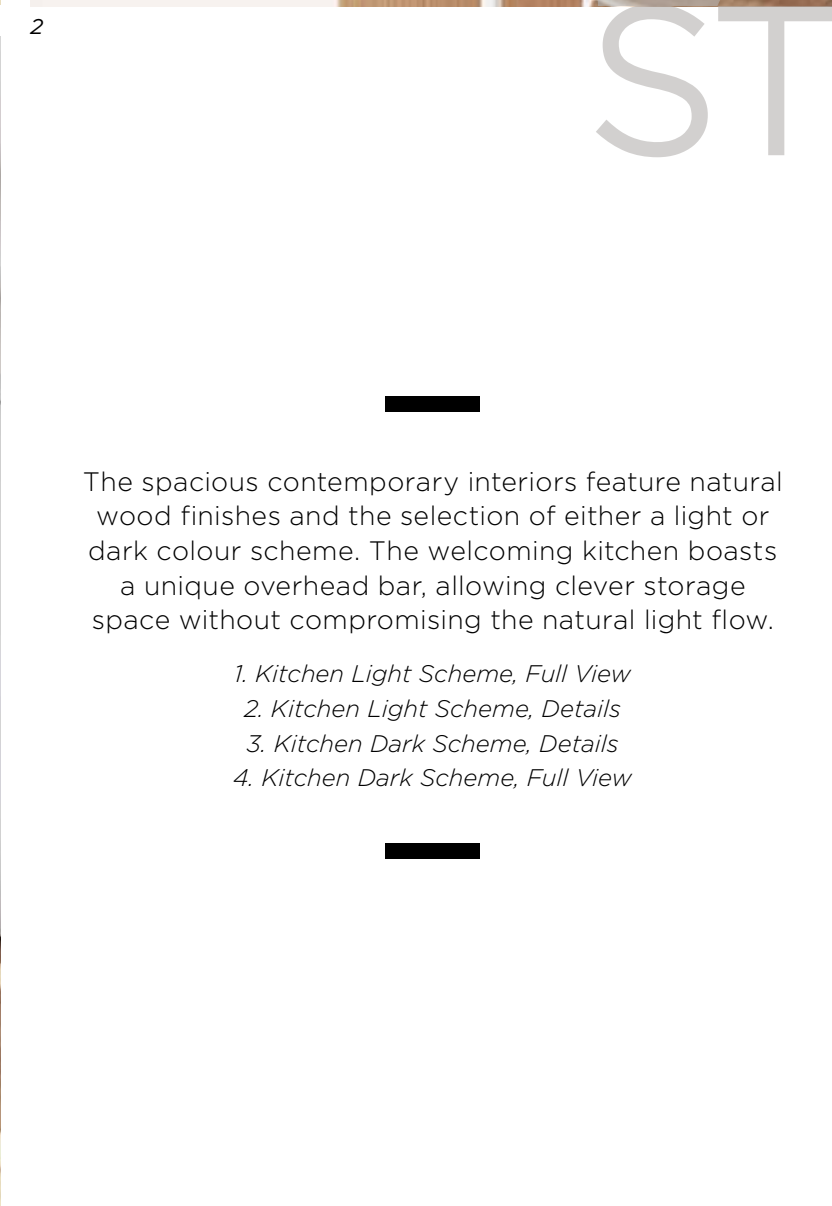 2
ST
The spacious contemporary interiors feature natural
wood finishes and the selection of either a light or
dark colour scheme. The welcoming kitchen boasts
a unique overhead bar, allowing clever storage
space without compromising the natural light flow.
1. Kitchen Light Scheme, Full View
2. Kitchen Light Scheme, Details
3. Kitchen Dark Scheme, Details
4. Kitchen Dark Scheme, Full View